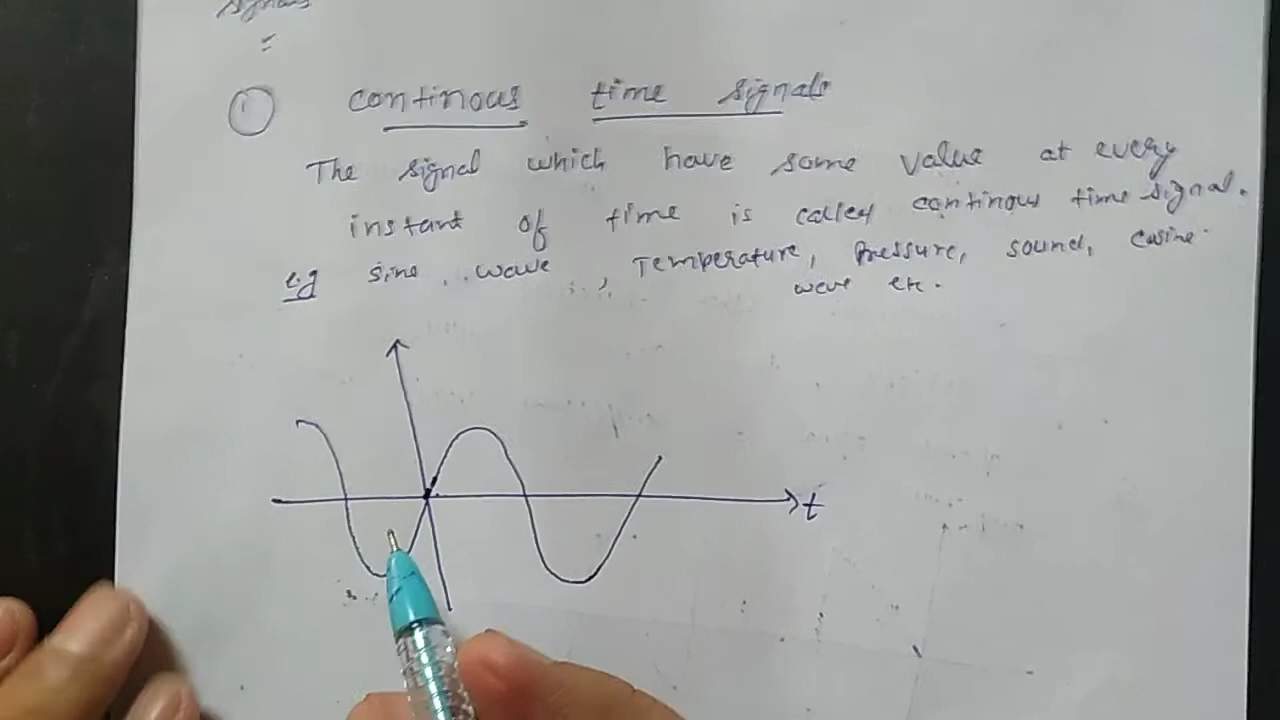 signals
①
continous time signals
The signal which have some value at every
instant of time is called continous time signal.
e.g sine wave, Temperature, Pressure, sound, cosine
wave etc.
t